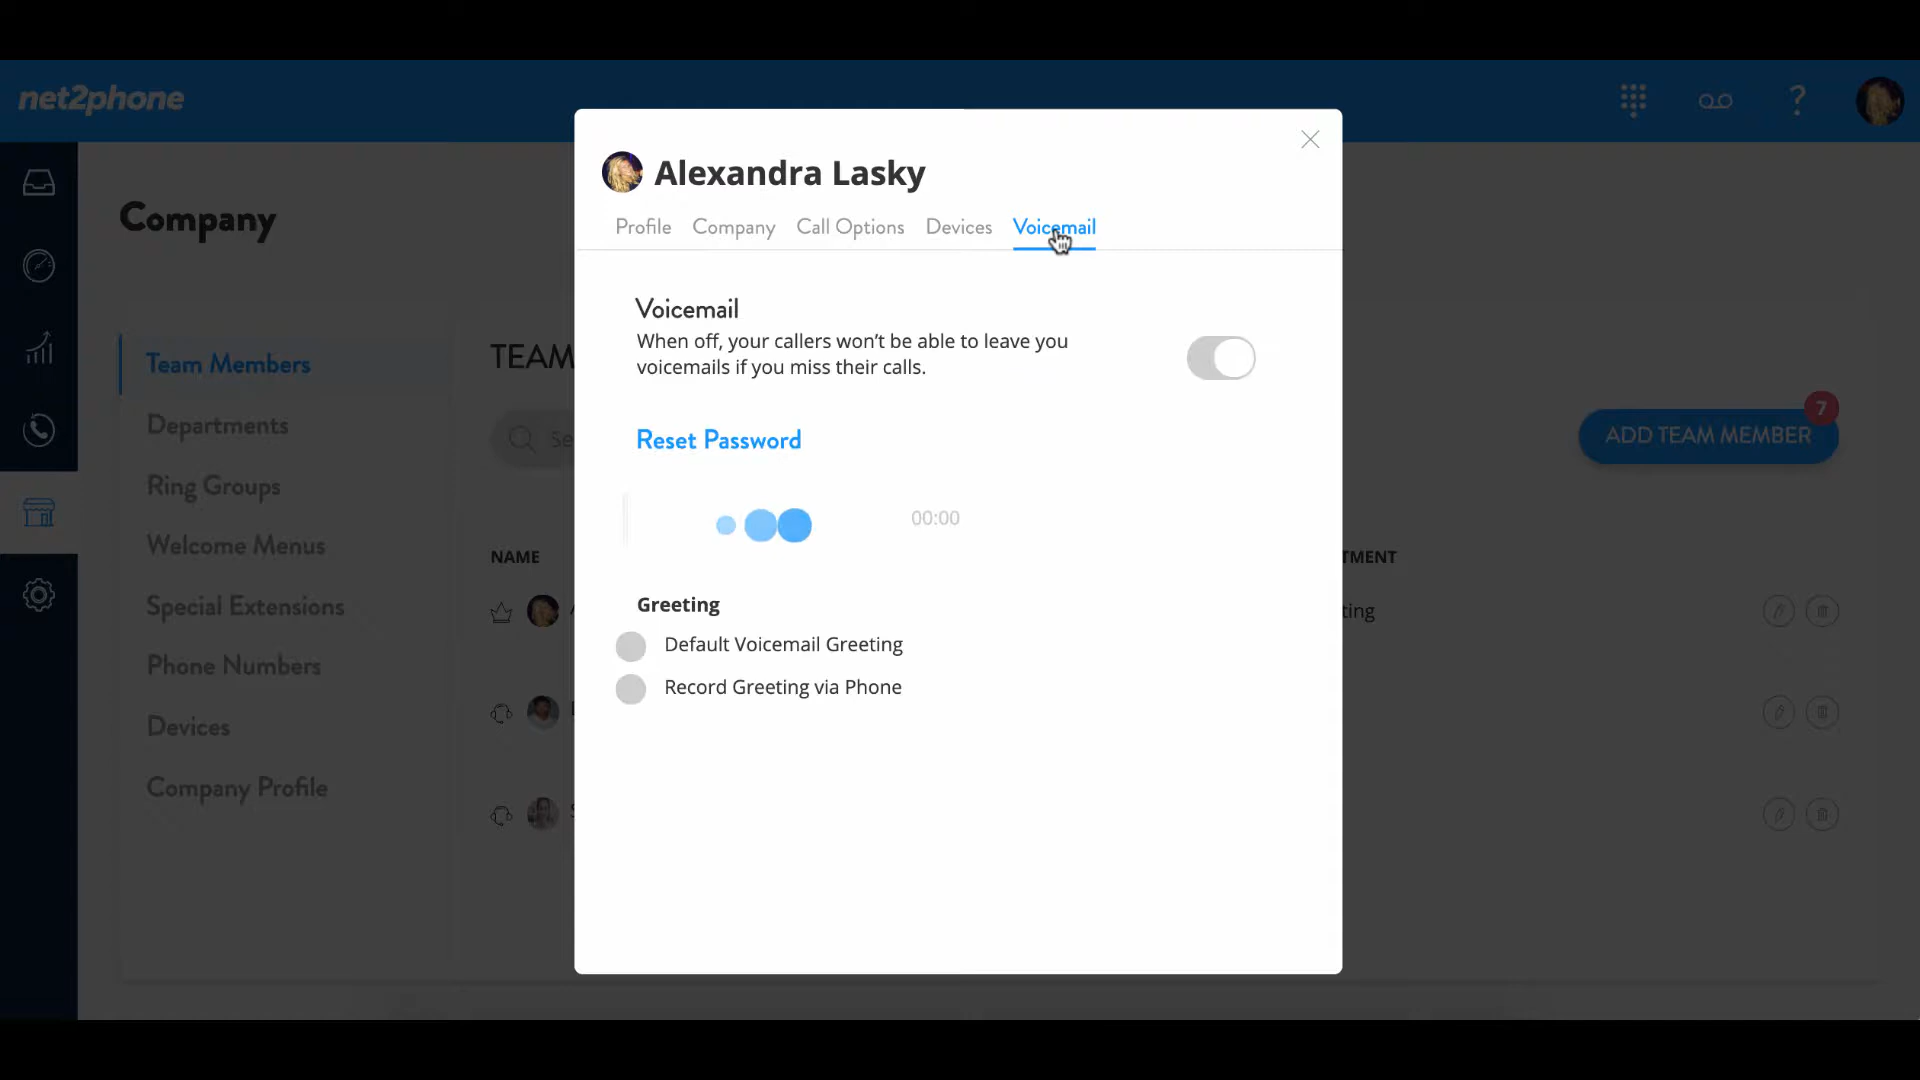 net2phone
?
Company
Team Members
Departments
Ring Groups
Welcome Menus
Special Extensions
Phone Numbers
Devices
Company Profile
TEAM
Se
7
ADD TEAM MEMBER
NAME
TMENT
ting
Alexandra Lasky
Profile Company Call Options Devices Voicemail
Voicemail
When off, your callers won't be able to leave you
voicemails if you miss their calls.
Reset Password
00:00
Greeting
Default Voicemail Greeting
Record Greeting via Phone